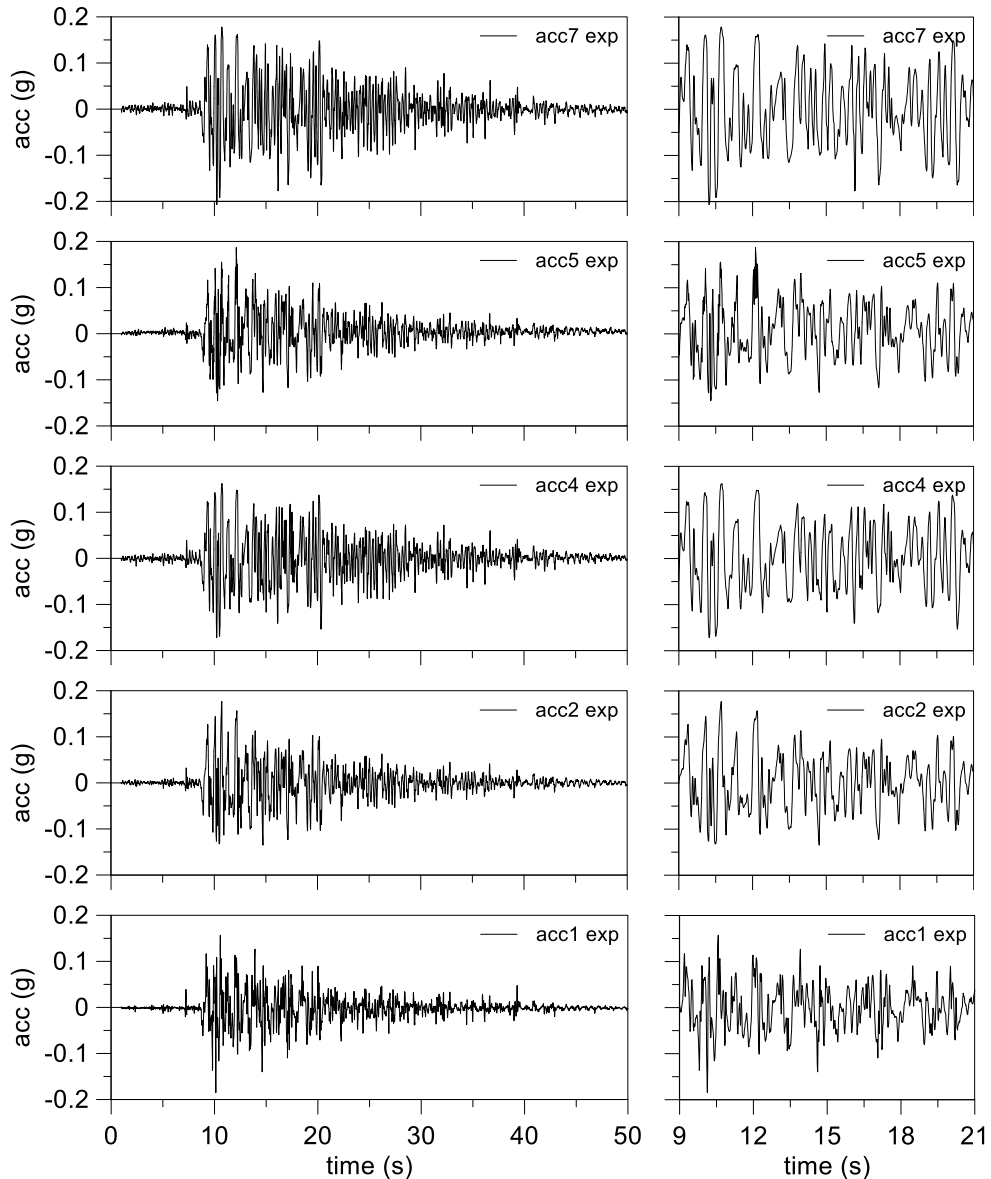 0.2
0.1
0
-0.1
-0.2
acc (g)
acc7 exp
acc7 exp
0.2
0.1
0
-0.1
-0.2
acc (g)
acc5 exp
acc5 exp
0.2
0.1
0
-0.1
-0.2
acc (g)
acc4 exp
acc4 exp
0.2
0.1
0
-0.1
-0.2
acc (g)
acc2 exp
acc2 exp
0.2
0.1
0
-0.1
-0.2
acc (g)
acc1 exp
acc1 exp
0 10 20 30 40 50 9 12 15 18 21
time (s) time (s)